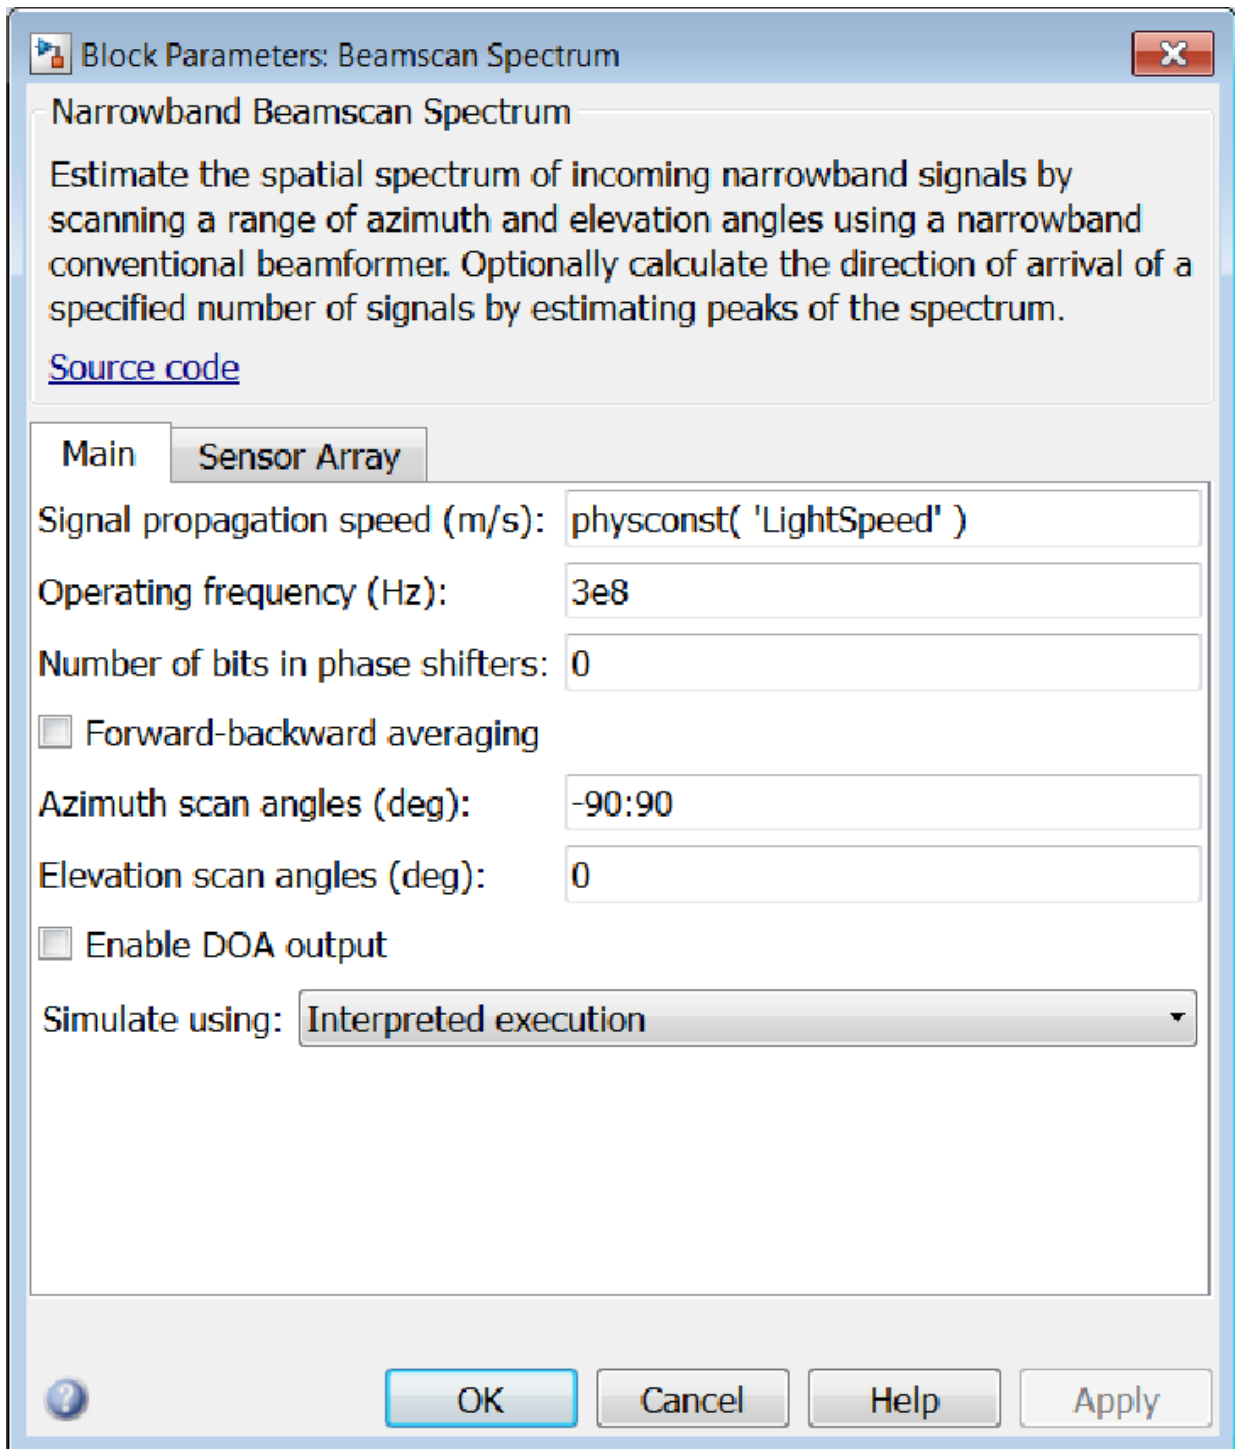 Block Parameters: Beamscan Spectrum
Narrowband Beamscan Spectrum
Estimate the spatial spectrum of incoming narrowband signals by
scanning a range of azimuth and elevation angles using a narrowband
conventional beamformer. Optionally calculate the direction of arrival of a
specified number of signals by estimating peaks of the spectrum.
Source code
Main Sensor Array
Signal propagation speed (m/s): physconst( 'LightSpeed' )
Operating frequency (Hz): 3e8
Number of bits in phase shifters: 0
Forward-backward averaging
Azimuth scan angles (deg): -90:90
Elevation scan angles (deg): 0
Enable DOA output
Simulate using: Interpreted execution
? OK Cancel Help Apply